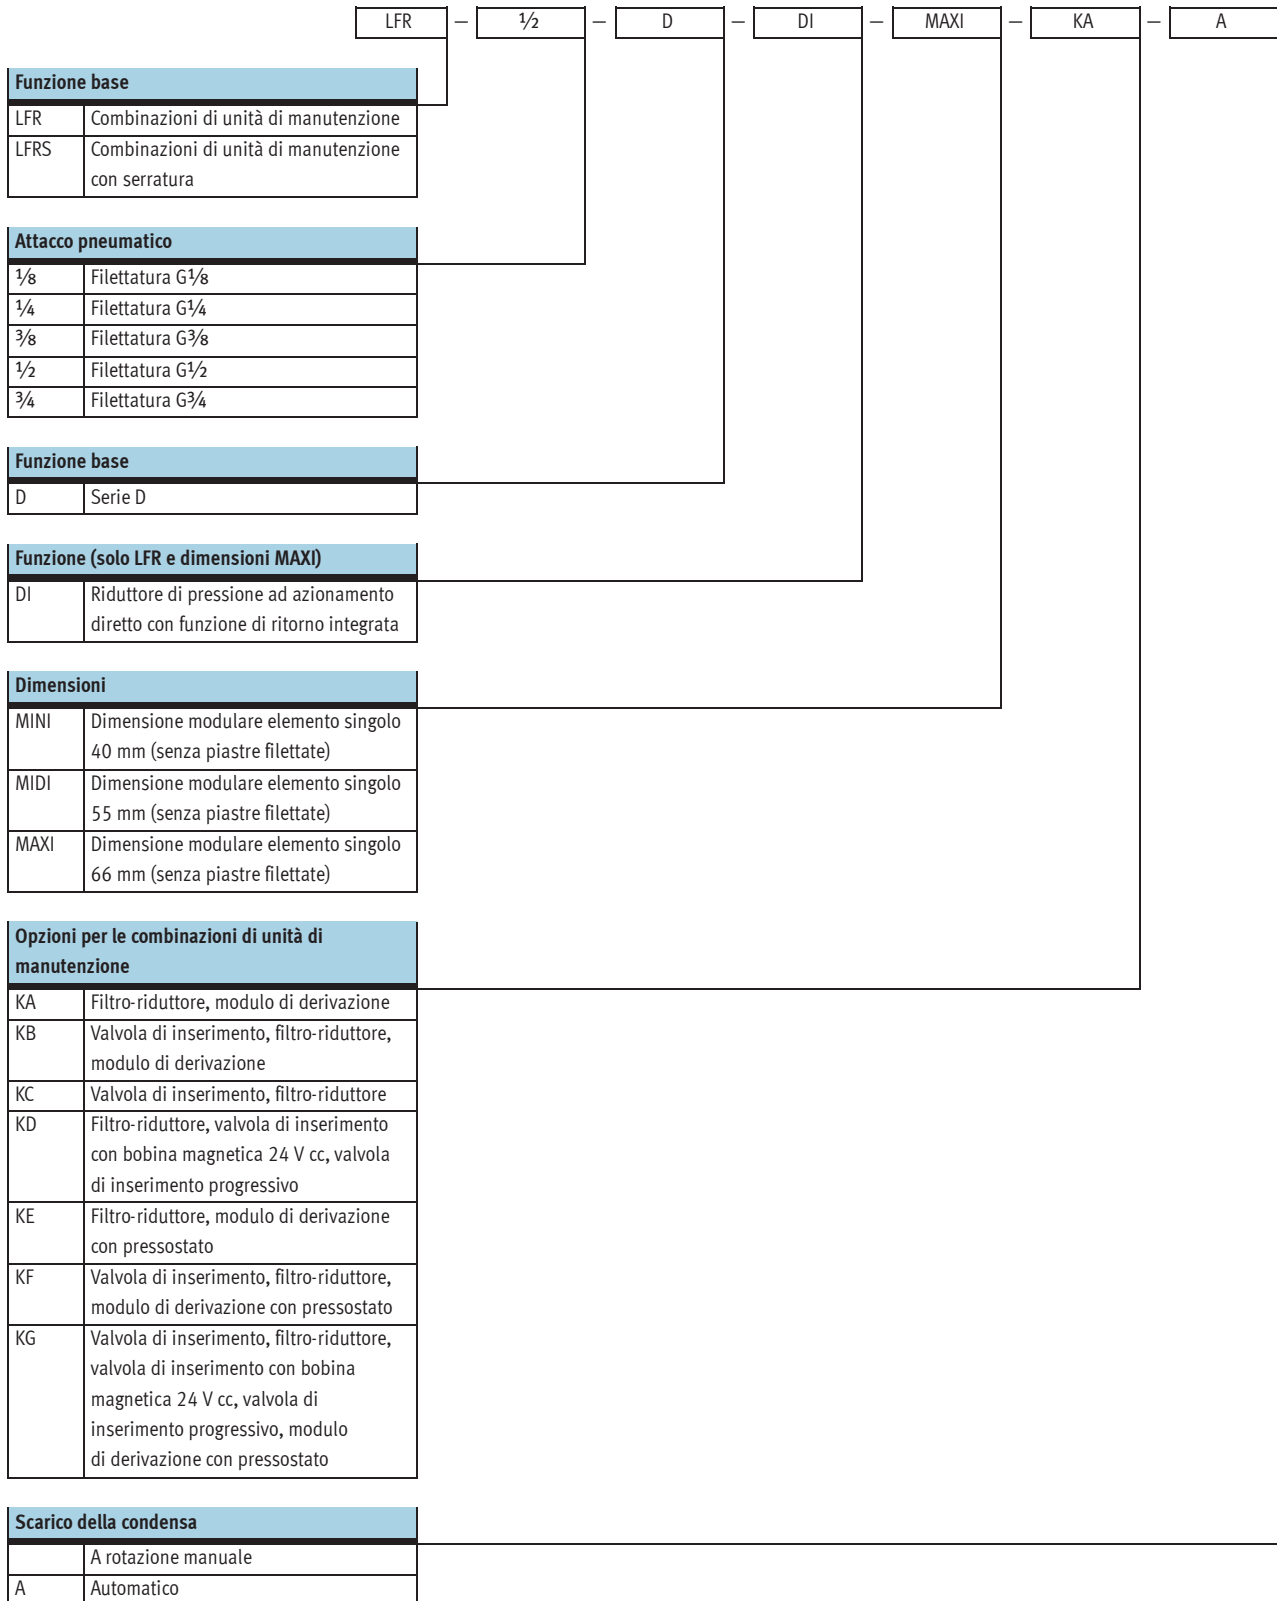 LFR – ½ – D – DI – MAXI – KA – A
Funzione base
LFR Combinazioni di unità di manutenzione
LFRS Combinazioni di unità di manutenzione
con serratura
Attacco pneumatico
⅛ Filettatura G⅛
¼ Filettatura G¼
⅜ Filettatura G⅜
½ Filettatura G½
¾ Filettatura G¾
Funzione base
D Serie D
Funzione (solo LFR e dimensioni MAXI)
DI Riduttore di pressione ad azionamento
diretto con funzione di ritorno integrata
Dimensioni
MINI Dimensione modulare elemento singolo
40 mm (senza piastre filettate)
MIDI Dimensione modulare elemento singolo
55 mm (senza piastre filettate)
MAXI Dimensione modulare elemento singolo
66 mm (senza piastre filettate)
Opzioni per le combinazioni di unità di
manutenzione
KA Filtro-riduttore, modulo di derivazione
KB Valvola di inserimento, filtro-riduttore,
modulo di derivazione
KC Valvola di inserimento, filtro-riduttore
KD Filtro-riduttore, valvola di inserimento
con bobina magnetica 24 V cc, valvola
di inserimento progressivo
KE Filtro-riduttore, modulo di derivazione
con pressostato
KF Valvola di inserimento, filtro-riduttore,
modulo di derivazione con pressostato
KG Valvola di inserimento, filtro-riduttore,
valvola di inserimento con bobina
magnetica 24 V cc, valvola di
inserimento progressivo, modulo
di derivazione con pressostato
Scarico della condensa
A rotazione manuale
A Automatico